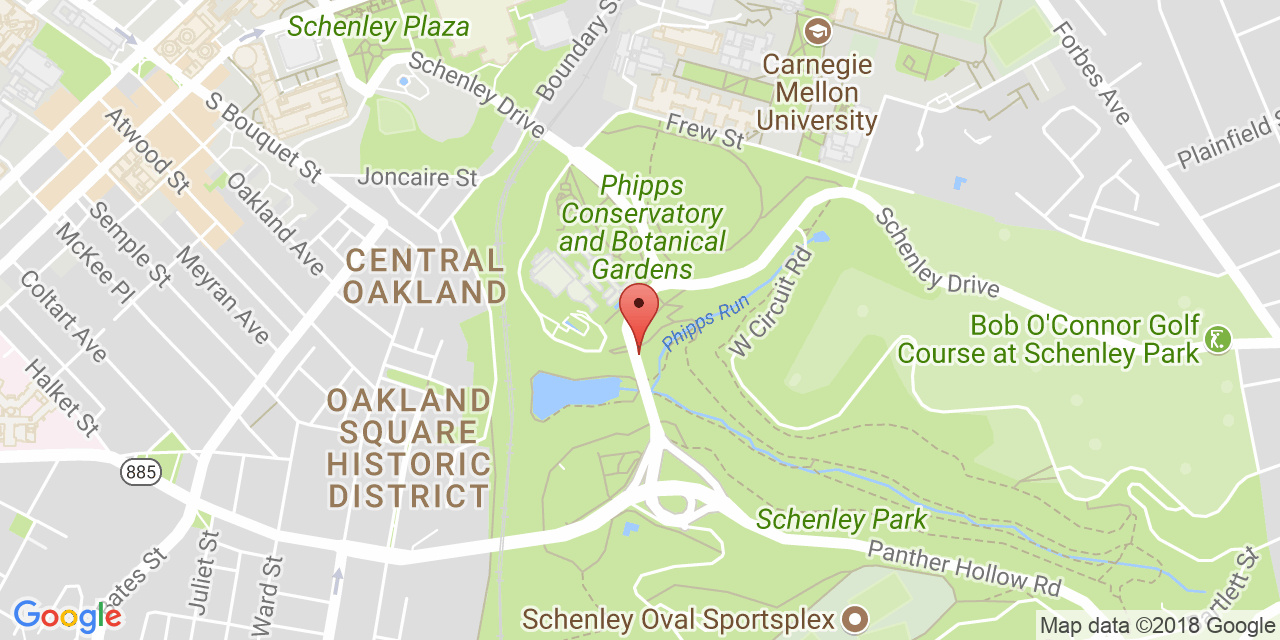 Schenley Plaza
Schenley Drive
Boundary St
Carnegie
Mellon
University
Forbes Ave
Plainfield
S Bouquet St
Atwood St
Frew St
Joncaire St
Oakland Ave
Semple St
McKee Pl
Meyran Ave
Coltart Ave
Halket St
Phipps
Conservatory
and Botanical
Gardens
CENTRAL
OAKLAND
Schenley Drive
W Circuit Rd
Phipps Run
Bob O'Connor Golf
Course at Schenley Park
OAKLAND
SQUARE
HISTORIC
DISTRICT
885
Schenley Park
Panther Hollow Rd
ates St
Juliet St
Ward St
artlett St
Schenley Oval Sportsplex
Google
Map data ©2018 Google